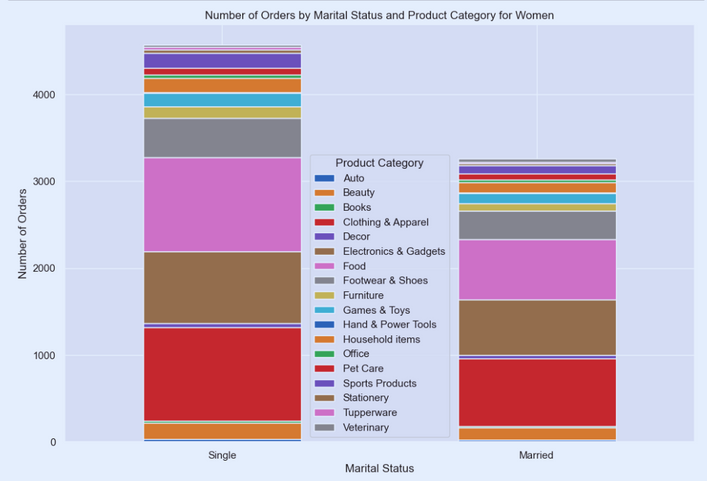 Number of Orders by Marital Status and Product Category for Women
Number of Orders
4000
3000
2000
1000
0
Product Category
Auto
Beauty
Books
Clothing & Apparel
Decor
Electronics & Gadgets
Food
Footwear & Shoes
Furniture
Games & Toys
Hand & Power Tools
Household items
Office
Pet Care
Sports Products
Stationery
Tupperware
Veterinary
Single
Married
Marital Status